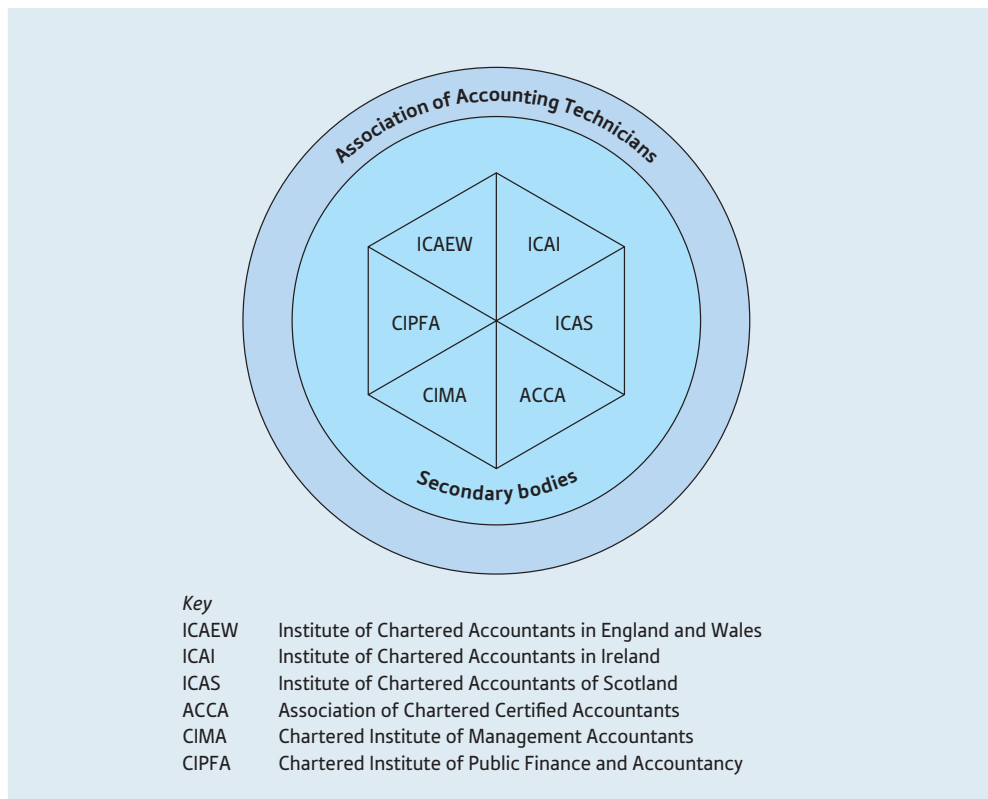 Association of Accounting Technicians
ICAEW
ICAI
CIPFA
ICAS
CIMA
ACCA
Secondary bodies
Key
ICAEW Institute of Chartered Accountants in England and Wales
ICAI Institute of Chartered Accountants in Ireland
ICAS Institute of Chartered Accountants of Scotland
ACCA Association of Chartered Certified Accountants
CIMA Chartered Institute of Management Accountants
CIPFA Chartered Institute of Public Finance and Accountancy